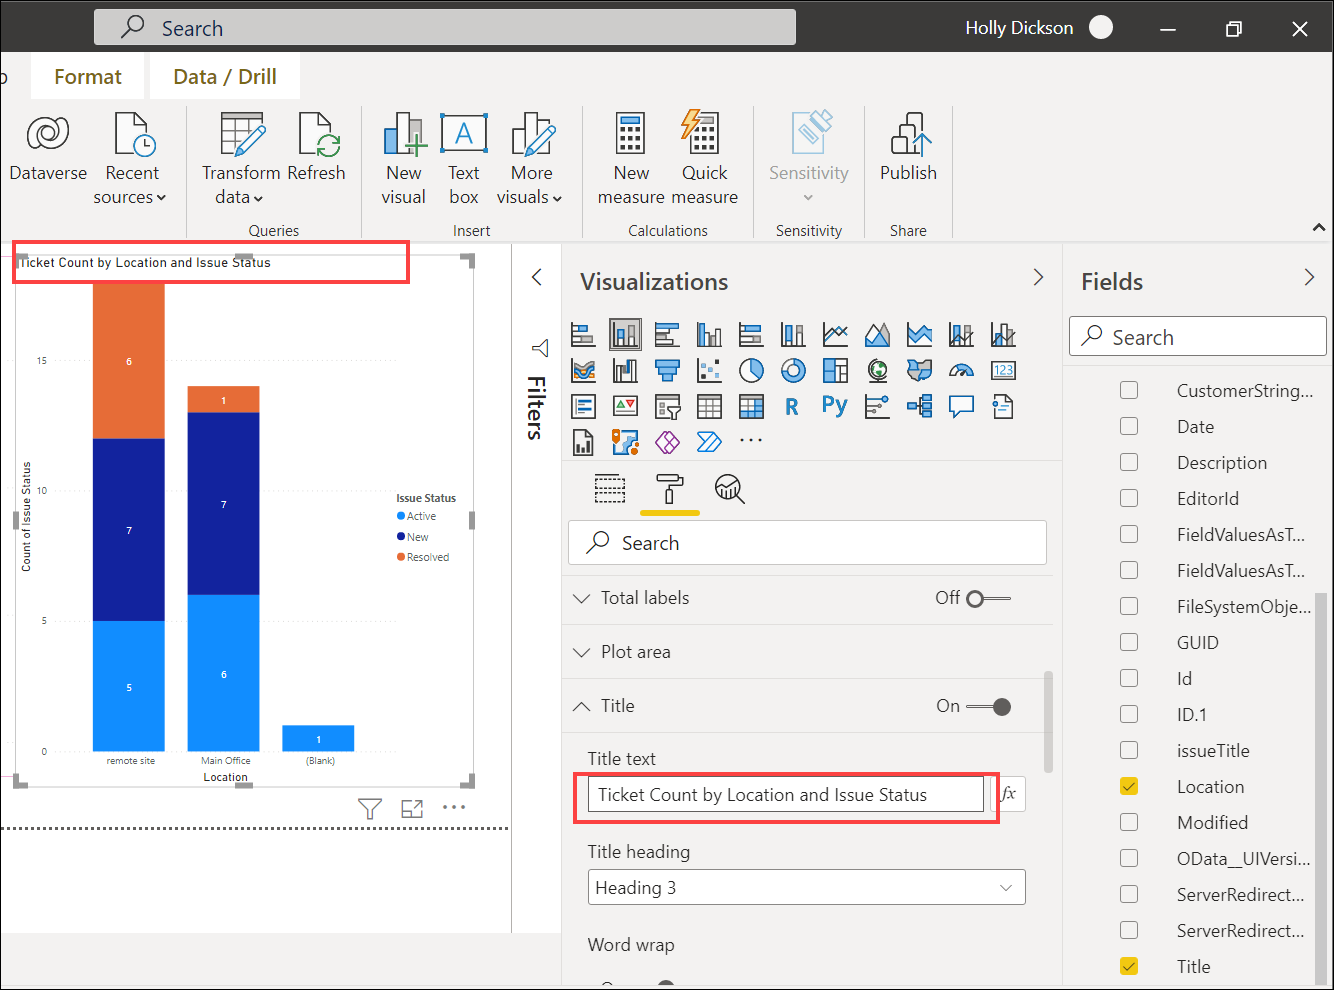 Search
Holly Dickson
Format
Data / Drill
Dataverse
Recent
sources
Transform
data
Refresh
Queries
New
visual
Text
box
More
visuals
Insert
New
measure
Quick
measure
Calculations
Sensitivity
Sensitivity
Publish
Share
Ticket Count by Location and Issue Status
15
10
5
0
Count of Issue Status
6
7
5
1
7
6
1
remote site
Main Office
(Blank)
Location
Issue Status
Active
New
Resolved
Filters
Visualizations
123
R
Py
Search
Total labels
Off
Plot area
Title
On
Title text
Ticket Count by Location and Issue Status
fx
Title heading
Heading 3
Word wrap
Fields
Search
CustomerString...
Date
Description
EditorId
FieldValuesAsT...
FieldValuesAsT...
FileSystemObje...
GUID
Id
ID.1
issueTitle
Location
Modified
OData__UIVersi...
ServerRedirect...
ServerRedirect...
Title